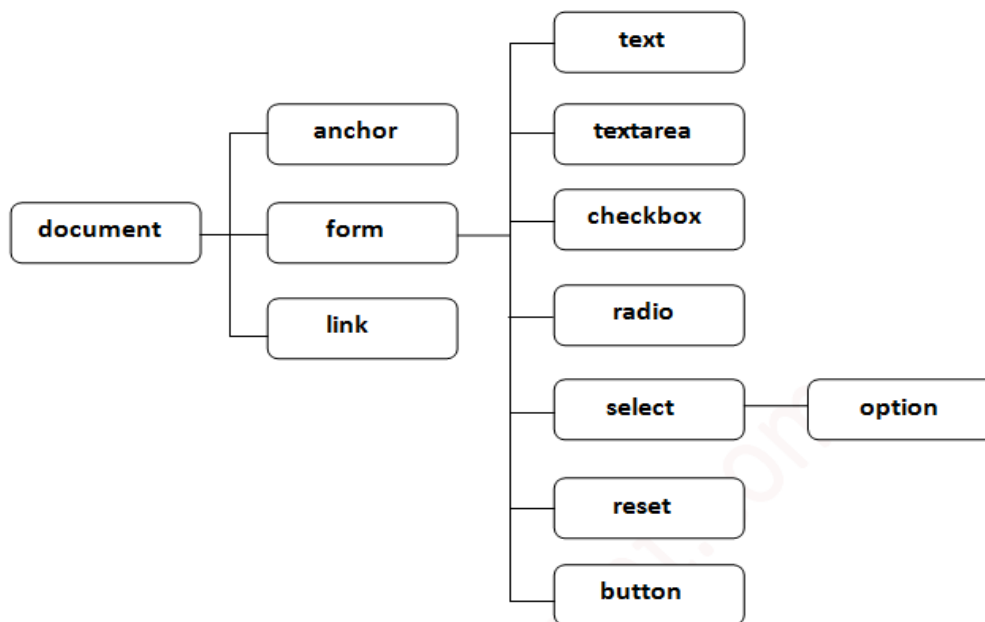 text
anchor
textarea
document
form
checkbox
link
radio
select
option
reset
button